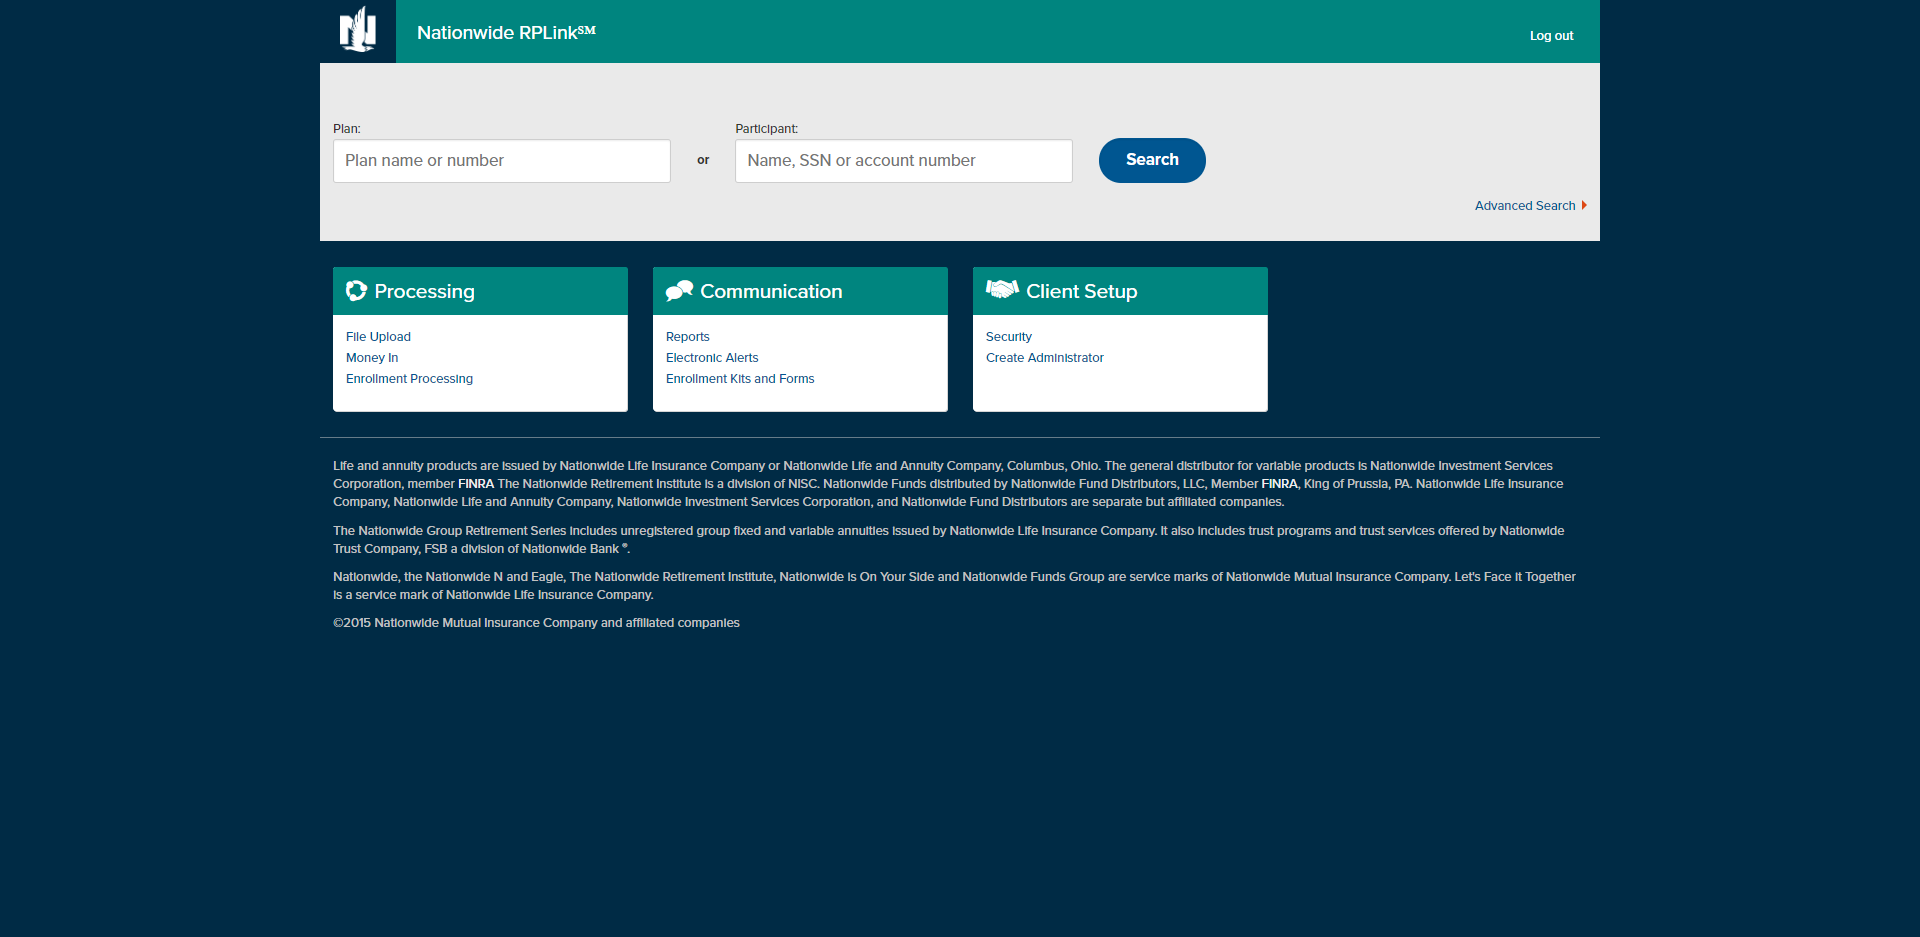 Nationwide RPLink℠
Log out
Plan:
Participant:
Plan name or number
or
Name, SSN or account number
Search
Advanced Search
Processing
File Upload
Money In
Enrollment Processing
Communication
Reports
Electronic Alerts
Enrollment Kits and Forms
Client Setup
Security
Create Administrator
Life and annuity products are issued by Nationwide Life Insurance Company or Nationwide Life and Annuity Company, Columbus, Ohio. The general distributor for variable products is Nationwide Investment Services
Corporation, member FINRA The Nationwide Retirement Institute is a division of NISC. Nationwide Funds distributed by Nationwide Fund Distributors, LLC, Member FINRA, King of Prussia, PA. Nationwide Life Insurance
Company, Nationwide Life and Annuity Company, Nationwide Investment Services Corporation, and Nationwide Fund Distributors are separate but affiliated companies.
The Nationwide Group Retirement Series includes unregistered group fixed and variable annuities issued by Nationwide Life Insurance Company. It also includes trust programs and trust services offered by Nationwide
Trust Company, FSB a division of Nationwide Bank ®.
Nationwide, the Nationwide N and Eagle, The Nationwide Retirement Institute, Nationwide is On Your Side and Nationwide Funds Group are service marks of Nationwide Mutual Insurance Company. Let's Face It Together
is a service mark of Nationwide Life Insurance Company.
©2015 Nationwide Mutual Insurance Company and affiliated companies